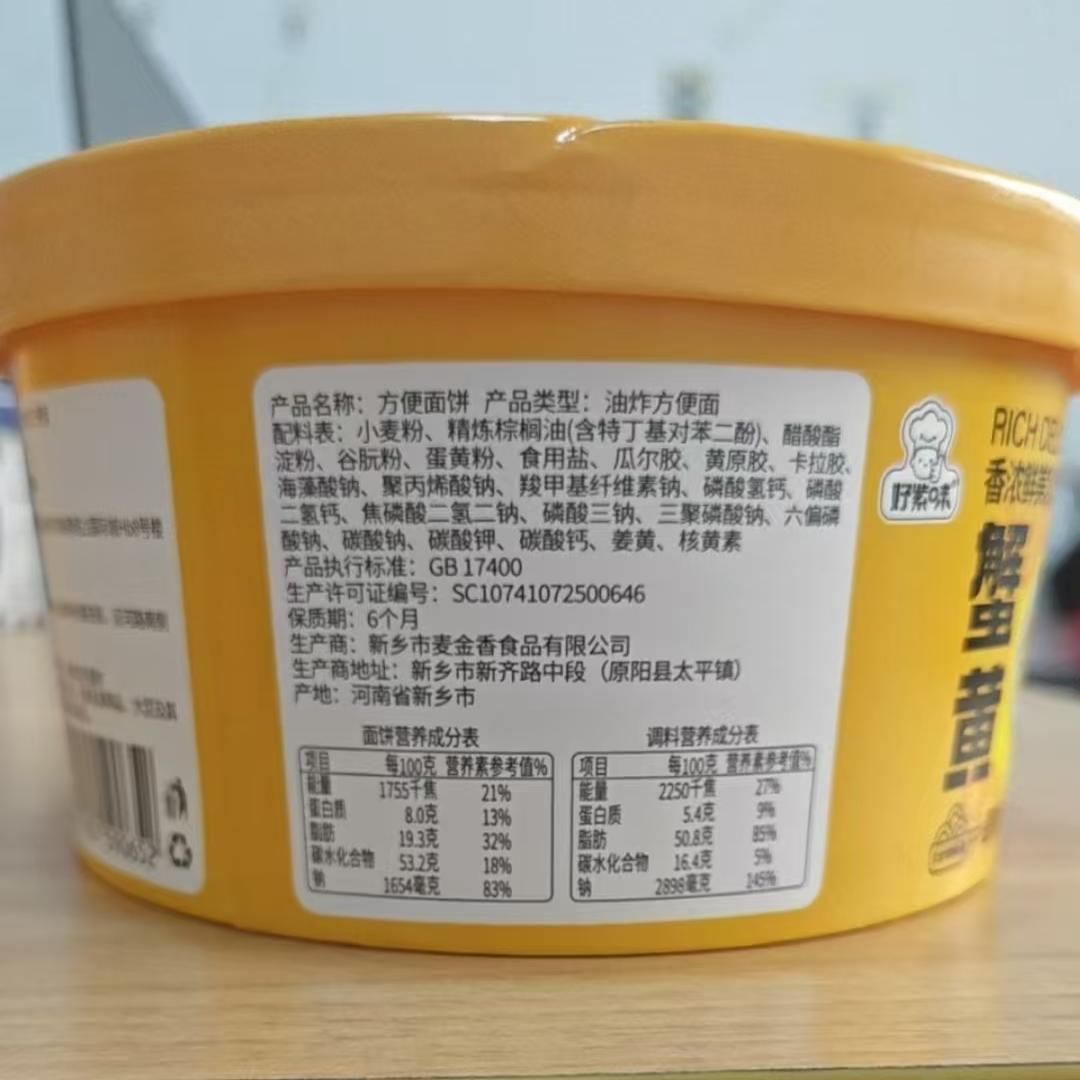 产品名称：方便面饼 产品类型：油炸方便面
配料表：小麦粉、精炼棕榈油(含特丁基对苯二酚)、醋酸酯
淀粉、谷朊粉、蛋黄粉、食用盐、瓜尔胶、黄原胶、卡拉胶、
海藻酸钠、聚丙烯酸钠、羧甲基纤维素钠、磷酸氢钙、磷酸
二氢钙、焦磷酸二氢二钠、磷酸三钠、三聚磷酸钠、六偏磷
酸钠、碳酸钠、碳酸钾、碳酸钙、姜黄、核黄素
产品执行标准：GB 17400
生产许可证编号：SC10741072500646
保质期：6个月
生产商：新乡市麦金香食品有限公司
生产商地址：新乡市新齐路中段（原阳县太平镇）
产地：河南省新乡市
面饼营养成分表
项目 每100克 营养素参考值%
能量 1755千焦 21%
蛋白质 8.0克 13%
脂肪 19.3克 32%
碳水化合物 53.2克 18%
钠 1654毫克 83%
调料营养成分表
项目 每100克 营养素参考值%
能量 2250千焦 27%
蛋白质 5.4克 9%
脂肪 50.8克 85%
碳水化合物 16.4克 5%
钠 2898毫克 145%
好紫味
RICH
香浓鲜
蟹黄